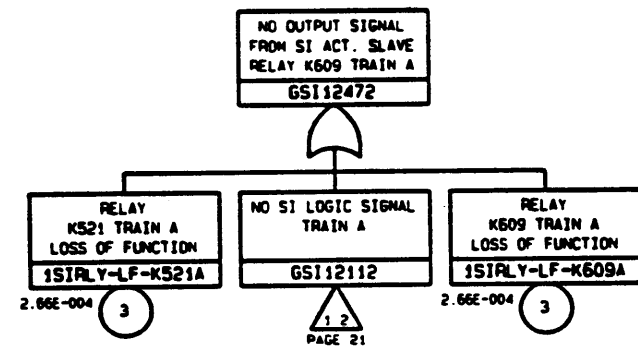 NO OUTPUT SIGNAL
FROM SI ACT. SLAVE
RELAY K609 TRAIN A
GSI12472
RELAY
K521 TRAIN A
LOSS OF FUNCTION
1SIRLY-LF-K521A
2.66E-004
3
NO SI LOGIC SIGNAL
TRAIN A
GSI12112
1 2
PAGE 21
RELAY
K609 TRAIN A
LOSS OF FUNCTION
1SIRLY-LF-K609A
2.66E-004
3